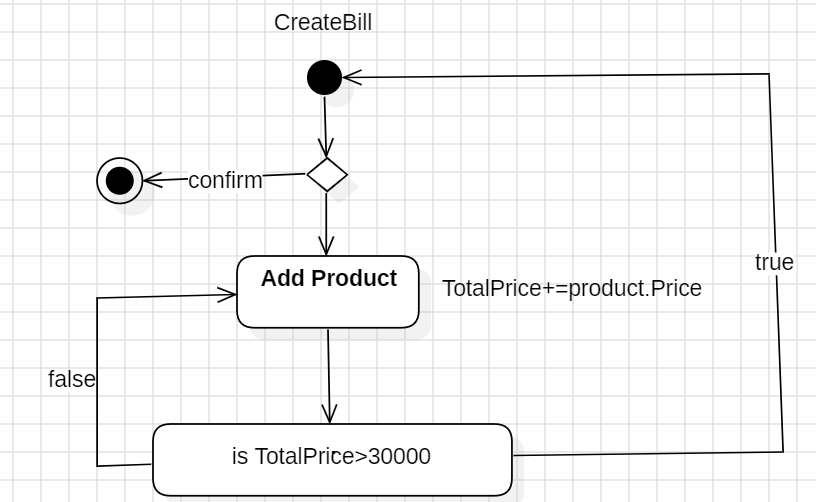 CreateBill
confirm
Add Product
TotalPrice+=product.Price
true
false
is TotalPrice>30000